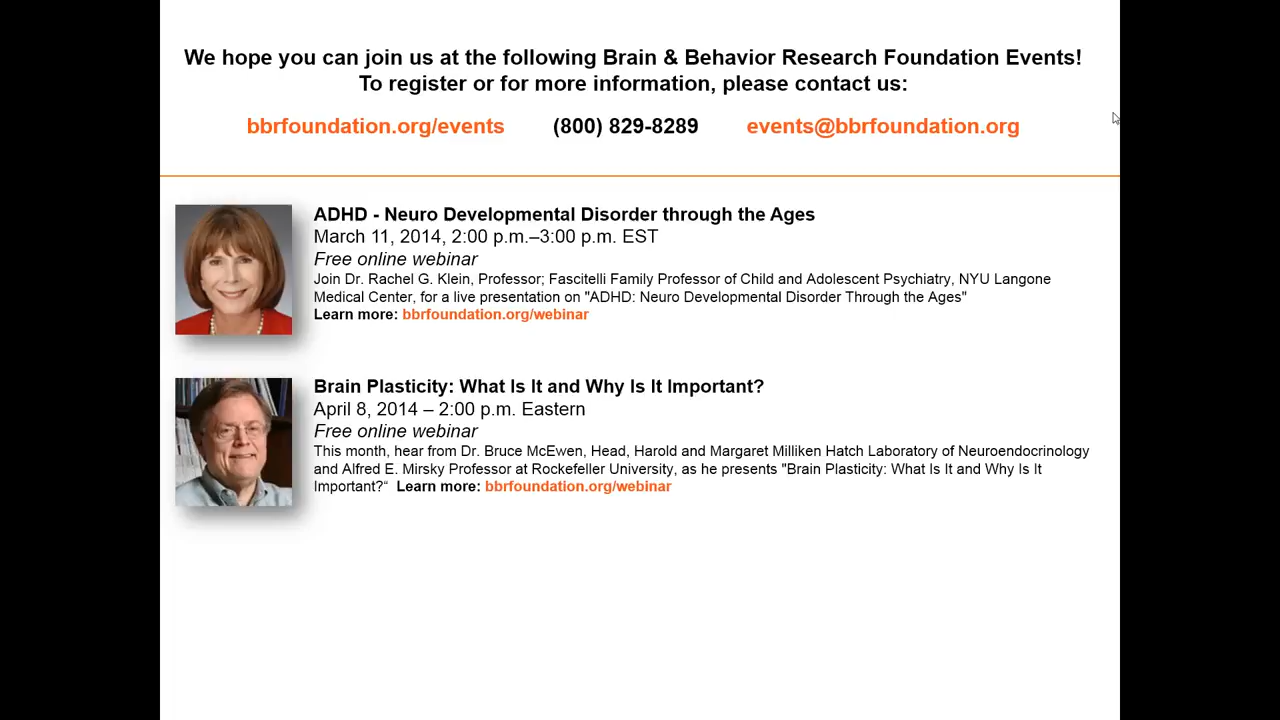 We hope you can join us at the following Brain & Behavior Research Foundation Events!
To register or for more information, please contact us:
bbrfoundation.org/events (800) 829-8289 events@bbrfoundation.org
ADHD - Neuro Developmental Disorder through the Ages
March 11, 2014, 2:00 p.m.–3:00 p.m. EST
Free online webinar
Join Dr. Rachel G. Klein, Professor; Fascitelli Family Professor of Child and Adolescent Psychiatry, NYU Langone
Medical Center, for a live presentation on "ADHD: Neuro Developmental Disorder Through the Ages"
Learn more: bbrfoundation.org/webinar
Brain Plasticity: What Is It and Why Is It Important?
April 8, 2014 – 2:00 p.m. Eastern
Free online webinar
This month, hear from Dr. Bruce McEwen, Head, Harold and Margaret Milliken Hatch Laboratory of Neuroendocrinology
and Alfred E. Mirsky Professor at Rockefeller University, as he presents "Brain Plasticity: What Is It and Why Is It
Important?“ Learn more: bbrfoundation.org/webinar